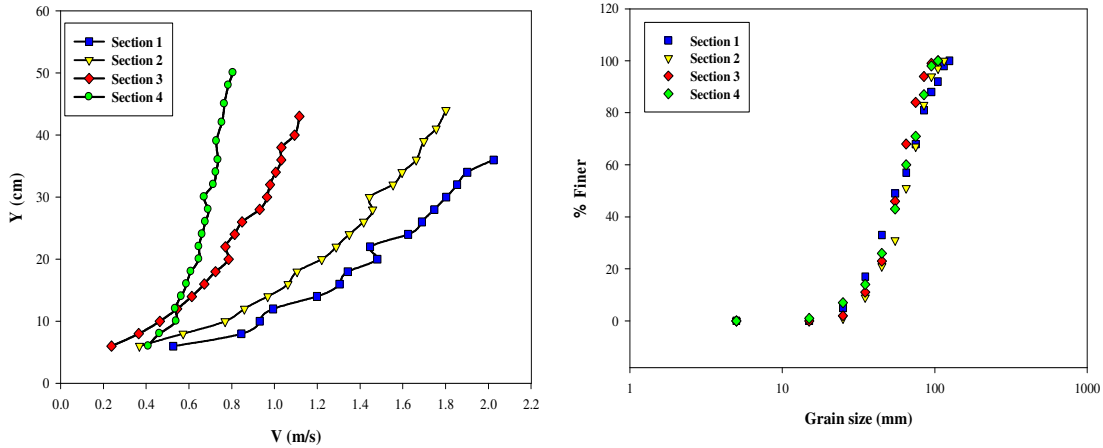 Section 1
Section 2
Section 3
Section 4
60
50
40
30
20
10
0
Y (cm)
0.0 0.2 0.4 0.6 0.8 1.0 1.2 1.4 1.6 1.8 2.0 2.2
V (m/s)
Section 1
Section 2
Section 3
Section 4
120
100
80
60
40
20
0
% Finer
1 10 100 1000
Grain size (mm)